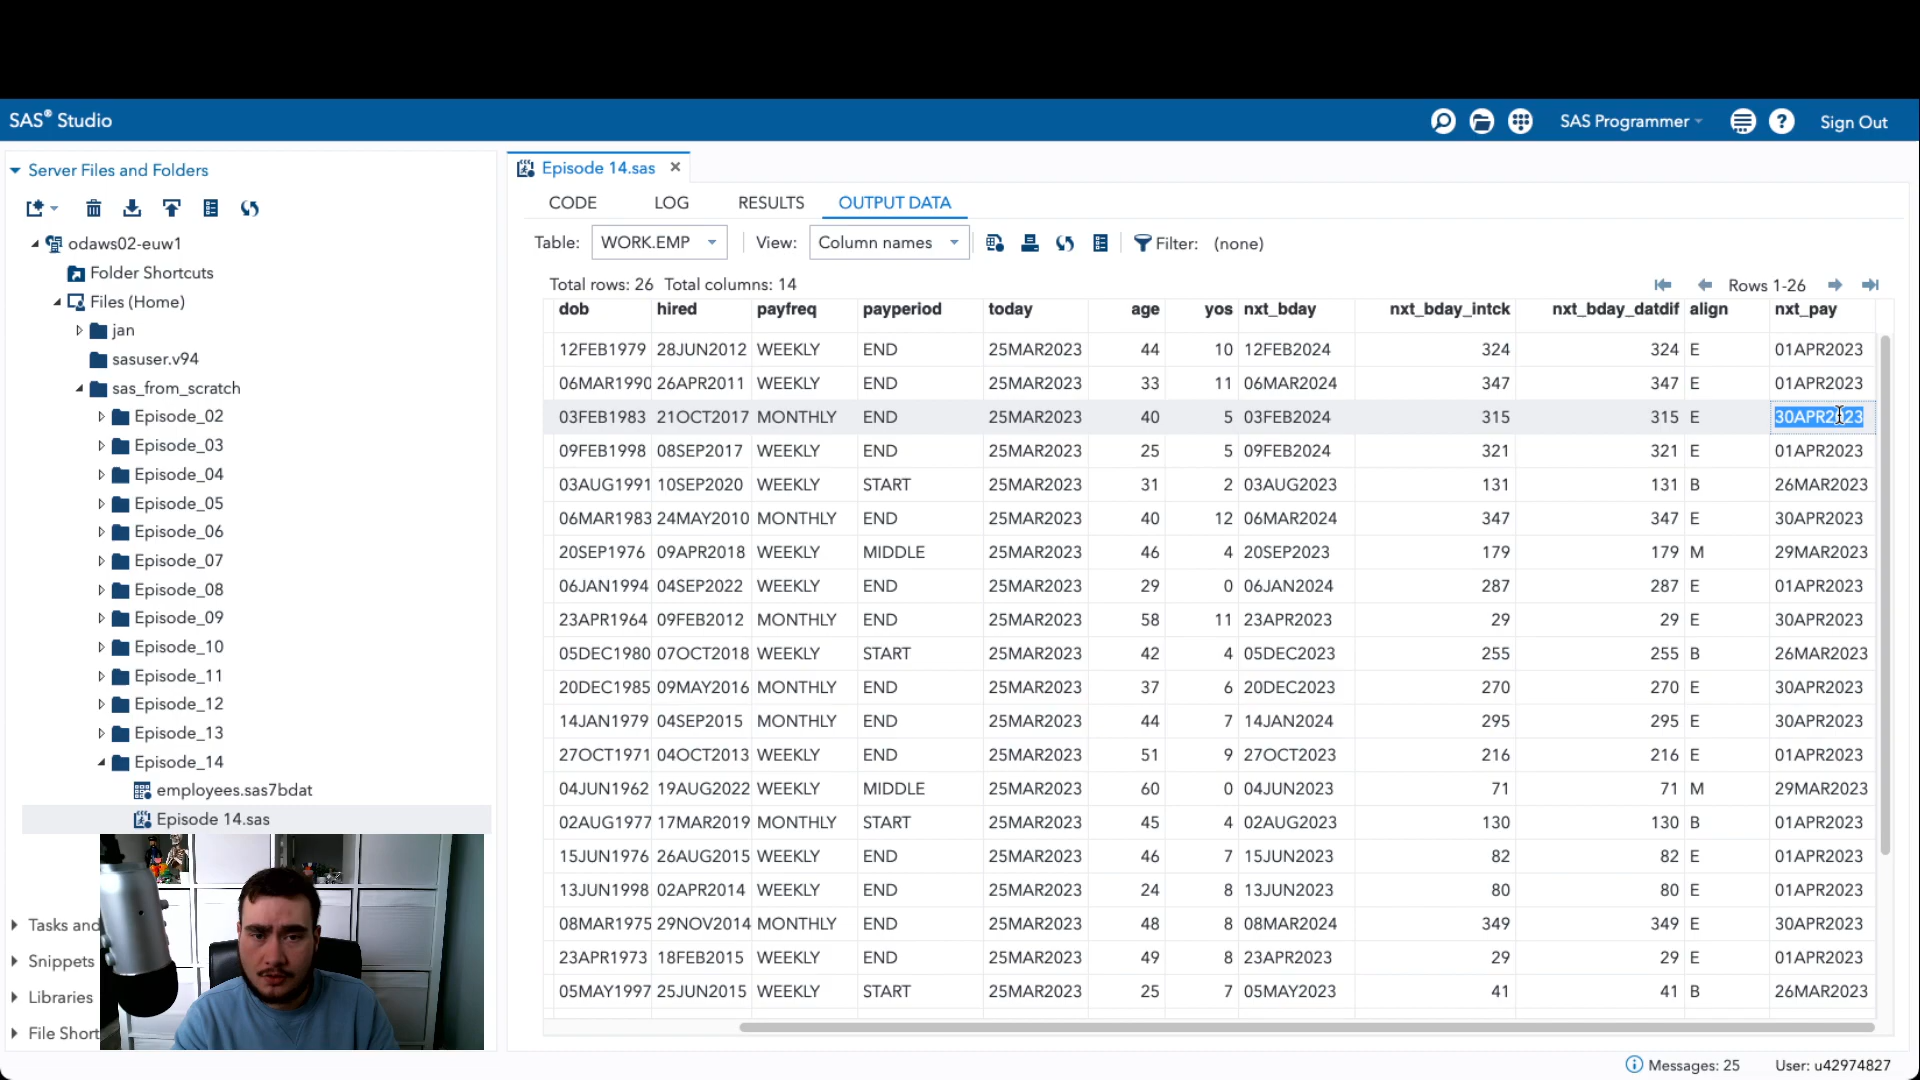 SAS® Studio
SAS Programmer
Sign Out
Server Files and Folders
odaws02-euw1
Folder Shortcuts
Files (Home)
jan
sasuser.v94
sas_from_scratch
Episode_02
Episode_03
Episode_04
Episode_05
Episode_06
Episode_07
Episode_08
Episode_09
Episode_10
Episode_11
Episode_12
Episode_13
Episode_14
employees.sas7bdat
Episode 14.sas
Tasks and
Snippets
Libraries
File Short
Episode 14.sas
CODE LOG RESULTS OUTPUT DATA
Table: WORK.EMP View: Column names Filter: (none)
Total rows: 26 Total columns: 14 Rows 1-26
dob hired payfreq payperiod today age yos nxt_bday nxt_bday_intck nxt_bday_datdif align nxt_pay
12FEB1979 28JUN2012 WEEKLY END 25MAR2023 44 10 12FEB2024 324 324 E 01APR2023
06MAR1990 26APR2011 WEEKLY END 25MAR2023 33 11 06MAR2024 347 347 E 01APR2023
03FEB1983 21OCT2017 MONTHLY END 25MAR2023 40 5 03FEB2024 315 315 E 30APR2023
09FEB1998 08SEP2017 WEEKLY END 25MAR2023 25 5 09FEB2024 321 321 E 01APR2023
03AUG1991 10SEP2020 WEEKLY START 25MAR2023 31 2 03AUG2023 131 131 B 26MAR2023
06MAR1983 24MAY2010 MONTHLY END 25MAR2023 40 12 06MAR2024 347 347 E 30APR2023
20SEP1976 09APR2018 WEEKLY MIDDLE 25MAR2023 46 4 20SEP2023 179 179 M 29MAR2023
06JAN1994 04SEP2022 WEEKLY END 25MAR2023 29 0 06JAN2024 287 287 E 01APR2023
23APR1964 09FEB2012 MONTHLY END 25MAR2023 58 11 23APR2023 29 29 E 30APR2023
05DEC1980 07OCT2018 WEEKLY START 25MAR2023 42 4 05DEC2023 255 255 B 26MAR2023
20DEC1985 09MAY2016 MONTHLY END 25MAR2023 37 6 20DEC2023 270 270 E 30APR2023
14JAN1979 04SEP2015 MONTHLY END 25MAR2023 44 7 14JAN2024 295 295 E 30APR2023
27OCT1971 04OCT2013 WEEKLY END 25MAR2023 51 9 27OCT2023 216 216 E 01APR2023
04JUN1962 19AUG2022 WEEKLY MIDDLE 25MAR2023 60 0 04JUN2023 71 71 M 29MAR2023
02AUG1977 17MAR2019 MONTHLY START 25MAR2023 45 4 02AUG2023 130 130 B 01APR2023
15JUN1976 26AUG2015 WEEKLY END 25MAR2023 46 7 15JUN2023 82 82 E 01APR2023
13JUN1998 02APR2014 WEEKLY END 25MAR2023 24 8 13JUN2023 80 80 E 01APR2023
08MAR1975 29NOV2014 MONTHLY END 25MAR2023 48 8 08MAR2024 349 349 E 30APR2023
23APR1973 18FEB2015 WEEKLY END 25MAR2023 49 8 23APR2023 29 29 E 01APR2023
05MAY1997 25JUN2015 WEEKLY START 25MAR2023 25 7 05MAY2023 41 41 B 26MAR2023
Messages: 25 User: u42974827